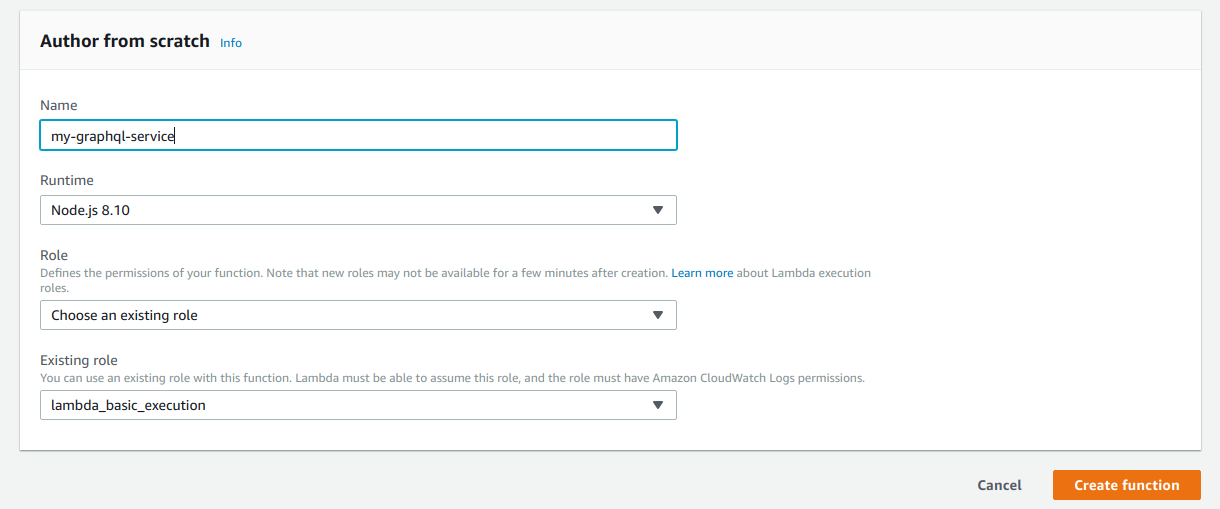 Author from scratch Info
Name
my-graphql-service
Runtime
Node.js 8.10
Role
Defines the permissions of your function. Note that new roles may not be available for a few minutes after creation. Learn more about Lambda execution
roles.
Choose an existing role
Existing role
You can use an existing role with this function. Lambda must be able to assume this role, and the role must have Amazon CloudWatch Logs permissions.
lambda_basic_execution
Cancel Create function